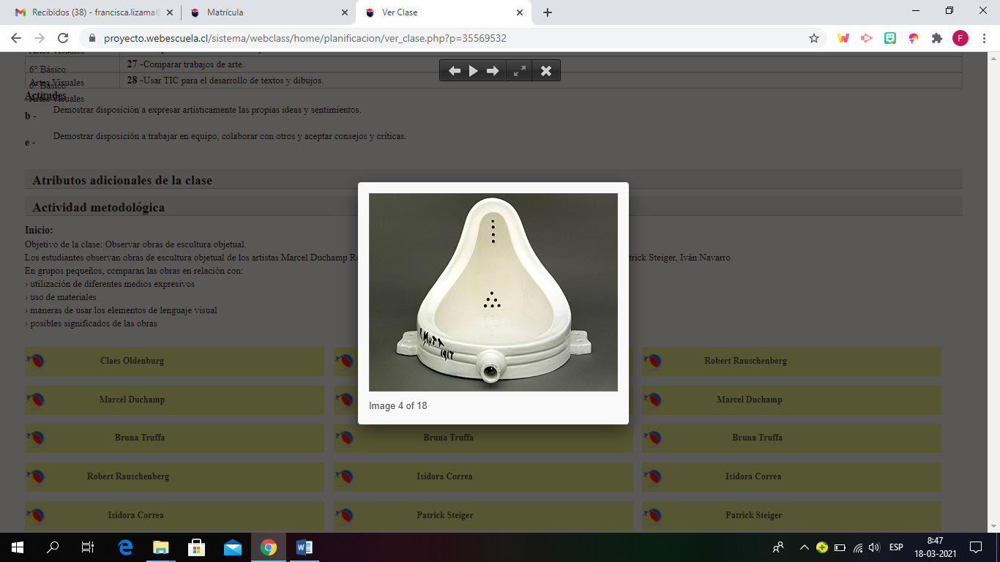 Recibidos (38) - francisca.lizama@
Matrícula
Ver Clase
proyecto.webescuela.cl/sistema/webclass/home/planificacion/ver_clase.php?p=35569532
F
Artes Visuales
6° Básico
27 -Comparar trabajos de arte.
Artes Visuales
6° Básico
28 -Usar TIC para el desarrollo de textos y dibujos.
Actitudes
Artes Visuales
b - Demostrar disposición a expresar artísticamente las propias ideas y sentimientos.
e - Demostrar disposición a trabajar en equipo, colaborar con otros y aceptar consejos y críticas.
Atributos adicionales de la clase
Actividad metodológica
Inicio:
Objetivo de la clase: Observar obras de escultura objetual.
Los estudiantes observan obras de escultura objetual de los artistas Marcel Duchamp Ro
trick Steiger, Iván Navarro
En grupos pequeños, comparan las obras en relación con:
› utilización de diferentes medios expresivos
› uso de materiales
› maneras de usar los elementos de lenguaje visual
› posibles significados de las obras
MUTT
1917
Image 4 of 18
Claes Oldenburg
Robert Rauschenberg
Marcel Duchamp
Marcel Duchamp
Bruna Truffa
Bruna Truffa
Bruna Truffa
Robert Rauschenberg
Isidora Correa
Isidora Correa
Isidora Correa
Patrick Steiger
Patrick Steiger
ESP
8:47
18-03-2021